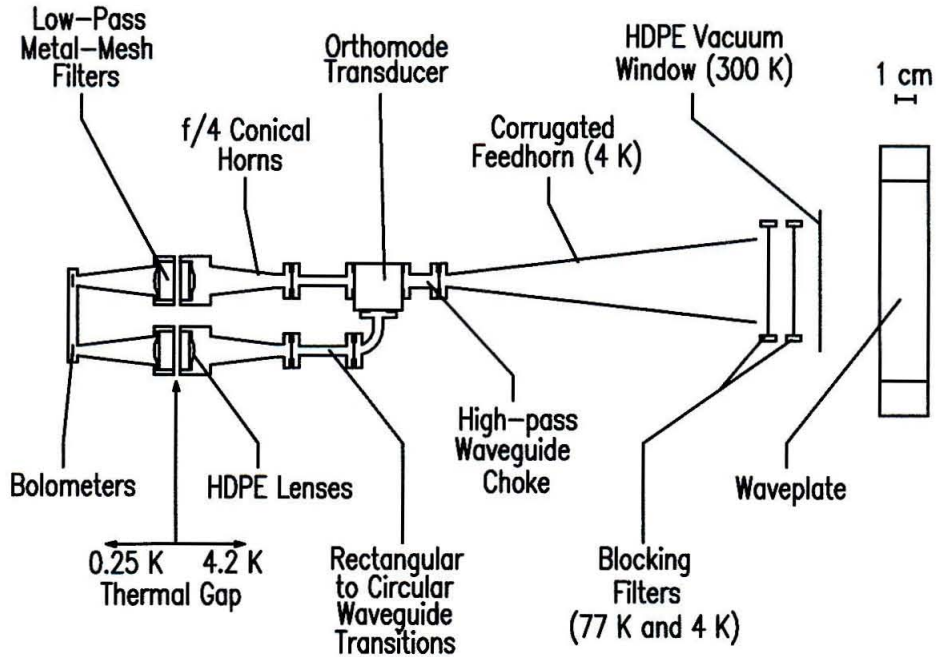 Low-Pass
Metal-Mesh
Filters
Orthomode
Transducer
HDPE Vacuum
Window (300 K)
1 cm
f/4 Conical
Horns
Corrugated
Feedhorn (4 K)
Bolometers
HDPE Lenses
High-pass
Waveguide
Choke
Waveplate
0.25 K 4.2 K
Thermal Gap
Rectangular
to Circular
Waveguide
Transitions
Blocking
Filters
(77 K and 4 K)